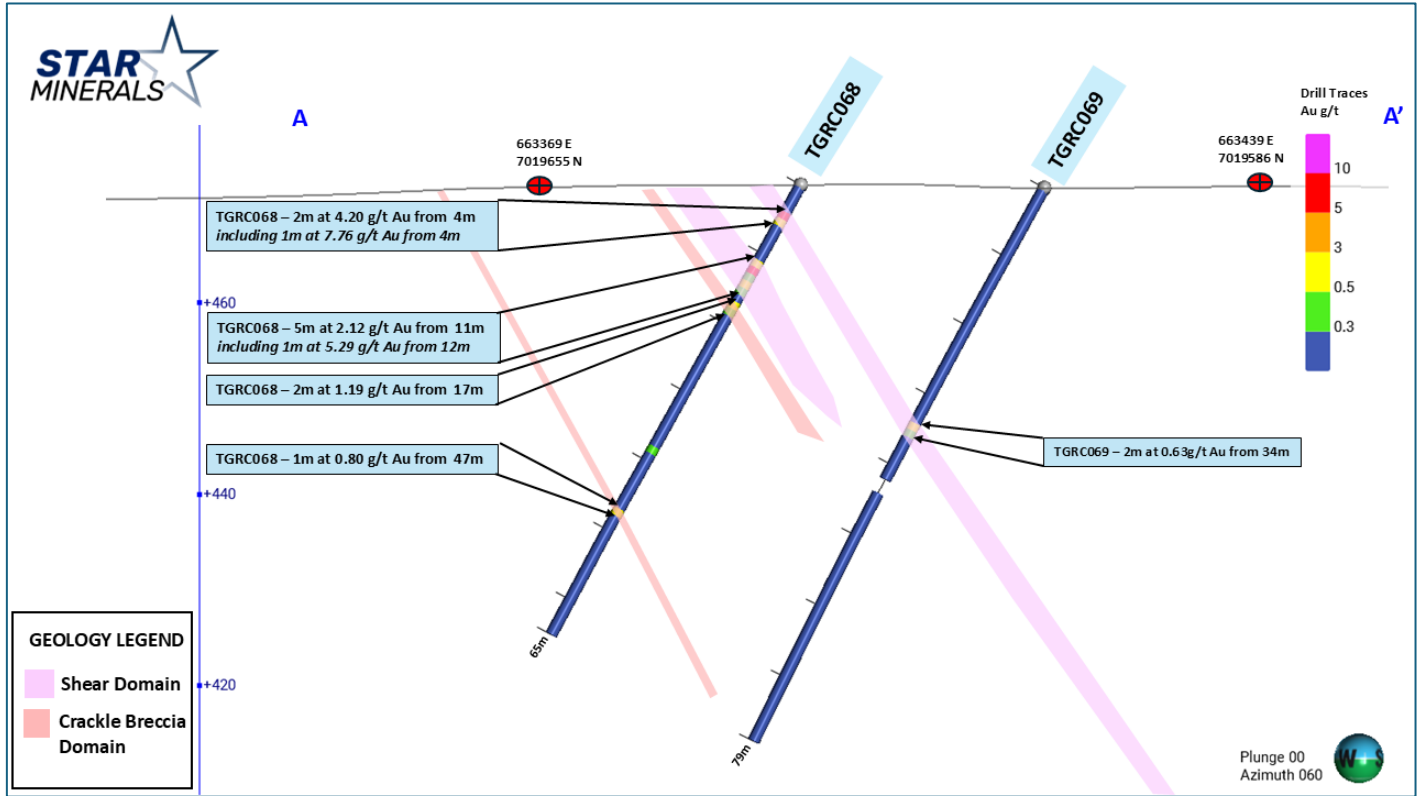 STAR
MINERALS
A
663369 E
7019655 N
TGRC068
TGRC069
663439 E
7019586 N
Drill Traces
Au g/t
A’
10
5
3
0.5
0.3
TGRC068 – 2m at 4.20 g/t Au from 4m
including 1m at 7.76 g/t Au from 4m
+460
TGRC068 – 5m at 2.12 g/t Au from 11m
including 1m at 5.29 g/t Au from 12m
TGRC068 – 2m at 1.19 g/t Au from 17m
TGRC068 – 1m at 0.80 g/t Au from 47m
TGRC069 – 2m at 0.63g/t Au from 34m
+440
65m
+420
79m
GEOLOGY LEGEND
Shear Domain
Crackle Breccia
Domain
Plunge 00
Azimuth 060
W S